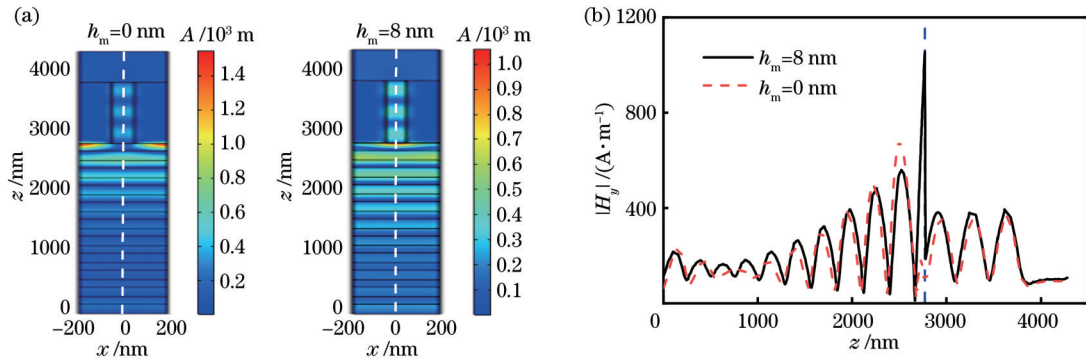 (a)
hₘ=0 nm A /(10³ m)
4000
3000
2000
1000
0
z /nm
−200 0 200
x /nm
1.4
1.2
1.0
0.8
0.6
0.4
0.2
hₘ=8 nm A /(10³ m)
4000
3000
2000
1000
0
z /nm
−200 0 200
x /nm
1.0
0.9
0.8
0.7
0.6
0.5
0.4
0.3
0.2
0.1
(b)
1200
800
400
|Hy| /(A·m⁻¹)
hₘ=8 nm
hₘ=0 nm
0 1000 2000 3000 4000
z /nm